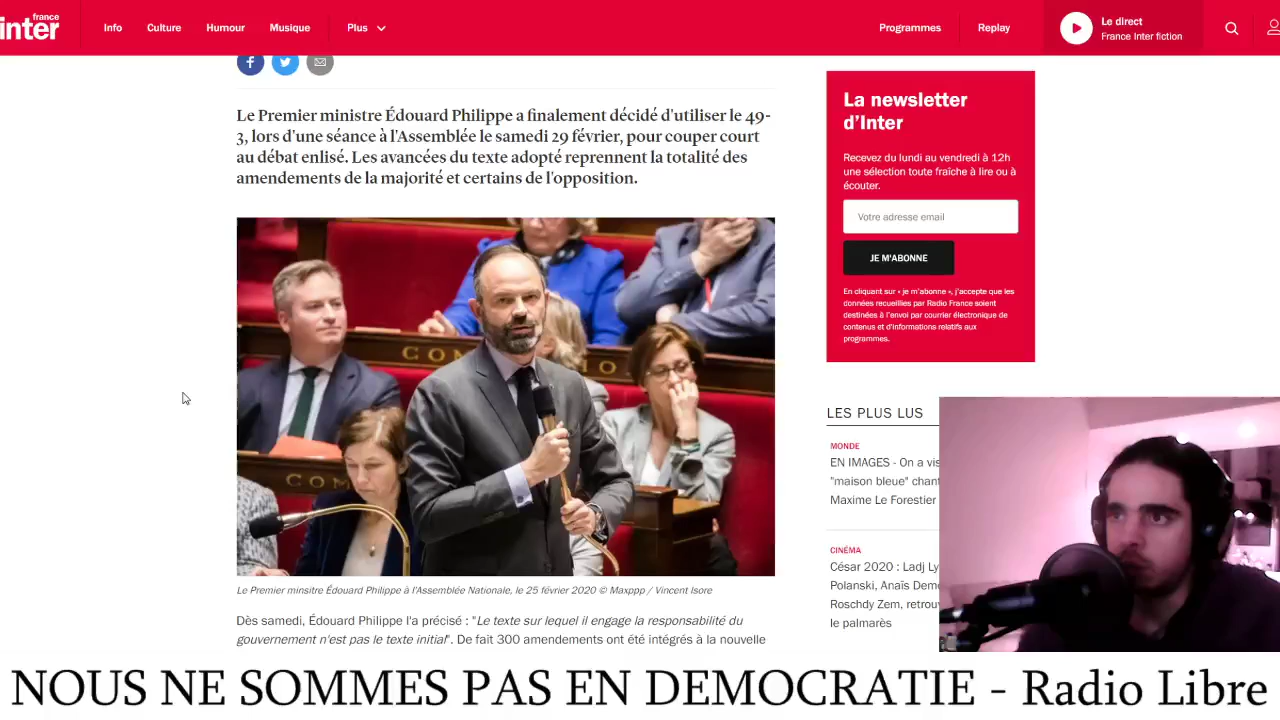 france
inter
Info
Culture
Humour
Musique
Plus
Programmes
Replay
Le direct
France Inter fiction
Le Premier ministre Édouard Philippe a finalement décidé d'utiliser le 49-
3, lors d'une séance à l'Assemblée le samedi 29 février, pour couper court
au débat enlisé. Les avancées du texte adopté reprennent la totalité des
amendements de la majorité et certains de l'opposition.
COM
O
COM
Le Premier minsitre Édouard Philippe à l'Assemblée Nationale, le 25 février 2020 © Maxppp / Vincent Isore
Dès samedi, Édouard Philippe l'a précisé : "Le texte sur lequel il engage la responsabilité du
gouvernement n'est pas le texte initial". De fait 300 amendements ont été intégrés à la nouvelle
La newsletter
d'Inter
Recevez du lundi au vendredi à 12h
une sélection toute fraîche à lire ou à
écouter.
Votre adresse email
JE M'ABONNE
En cliquant sur « je m'abonne », j'accepte que les
données recueillies par Radio France soient
destinées à l'envoi par courrier électronique de
contenus et d'informations relatifs aux
programmes.
LES PLUS LUS
MONDE
EN IMAGES - On a vis
"maison bleue" chant
Maxime Le Forestier
CINÉMA
César 2020 : Ladj Ly
Polanski, Anaïs Dem
Roschdy Zem, retrouv
le palmarès
NOUS NE SOMMES PAS EN DEMOCRATIE - Radio Libre